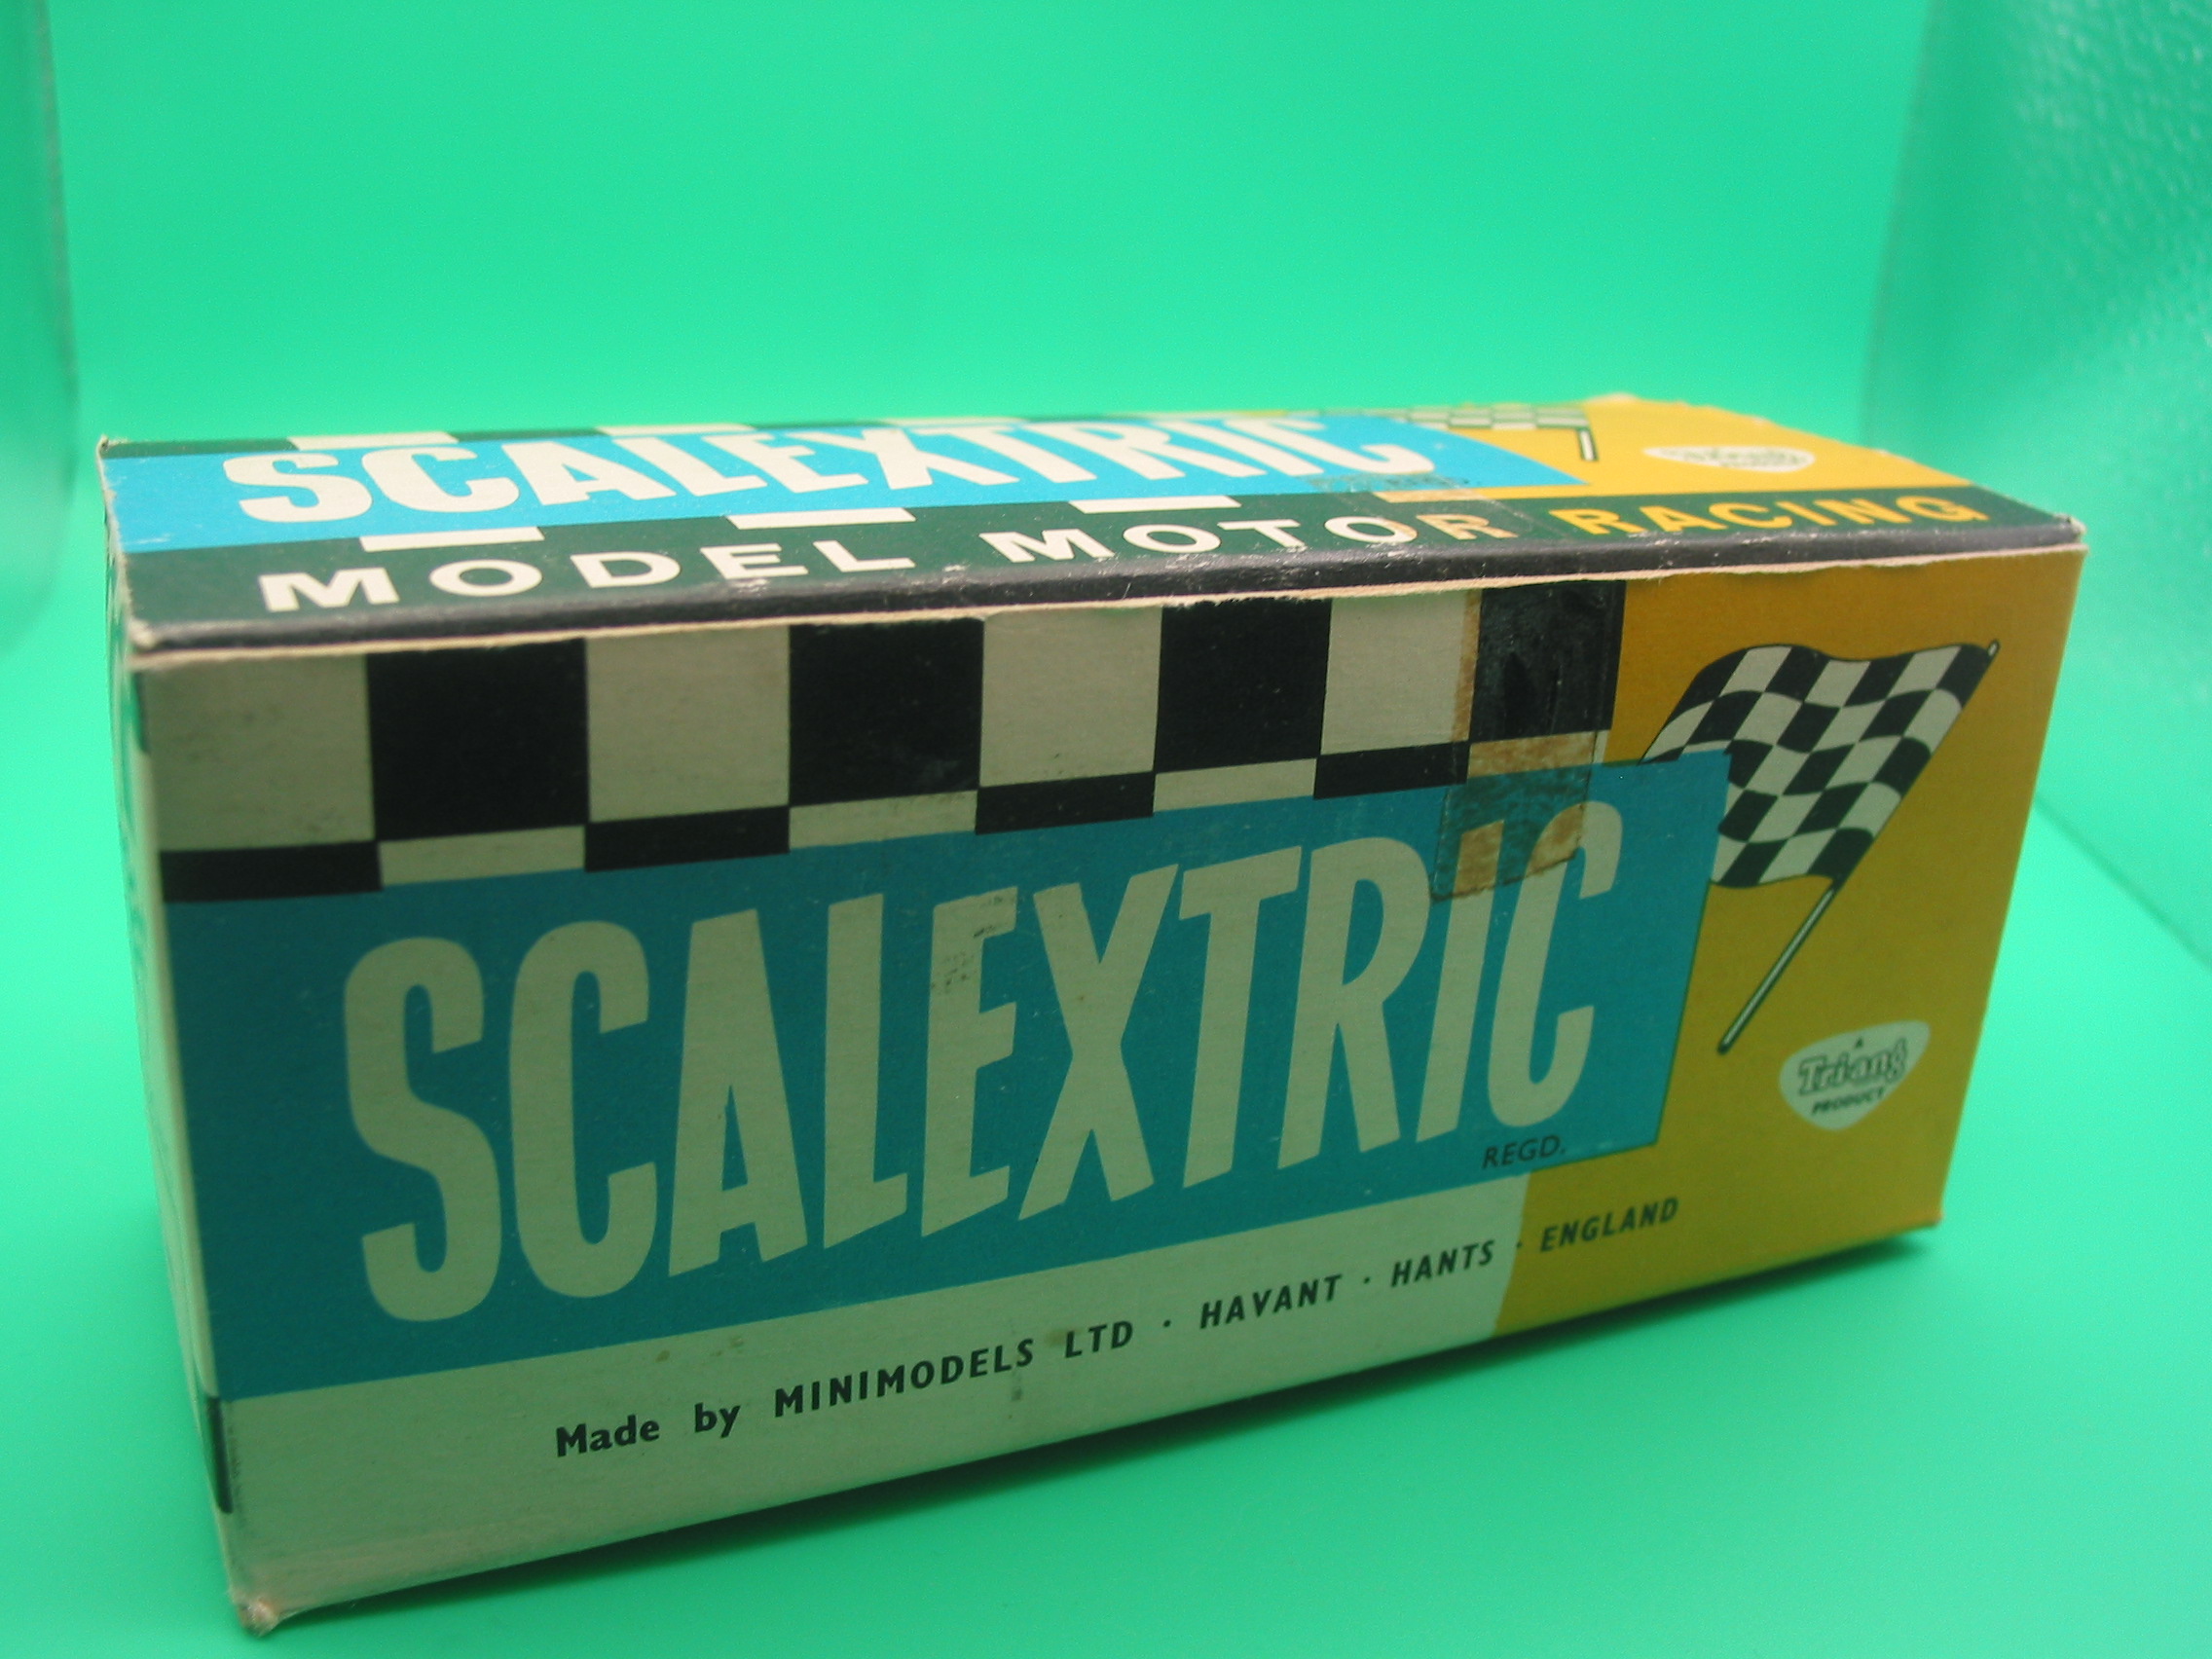 SCALEXTRIC
MODEL MOTOR RACING
SCALEXTRIC
REGD.
A
Tri-ang
PRODUCT
Made by MINIMODELS LTD · HAVANT · HANTS · ENGLAND